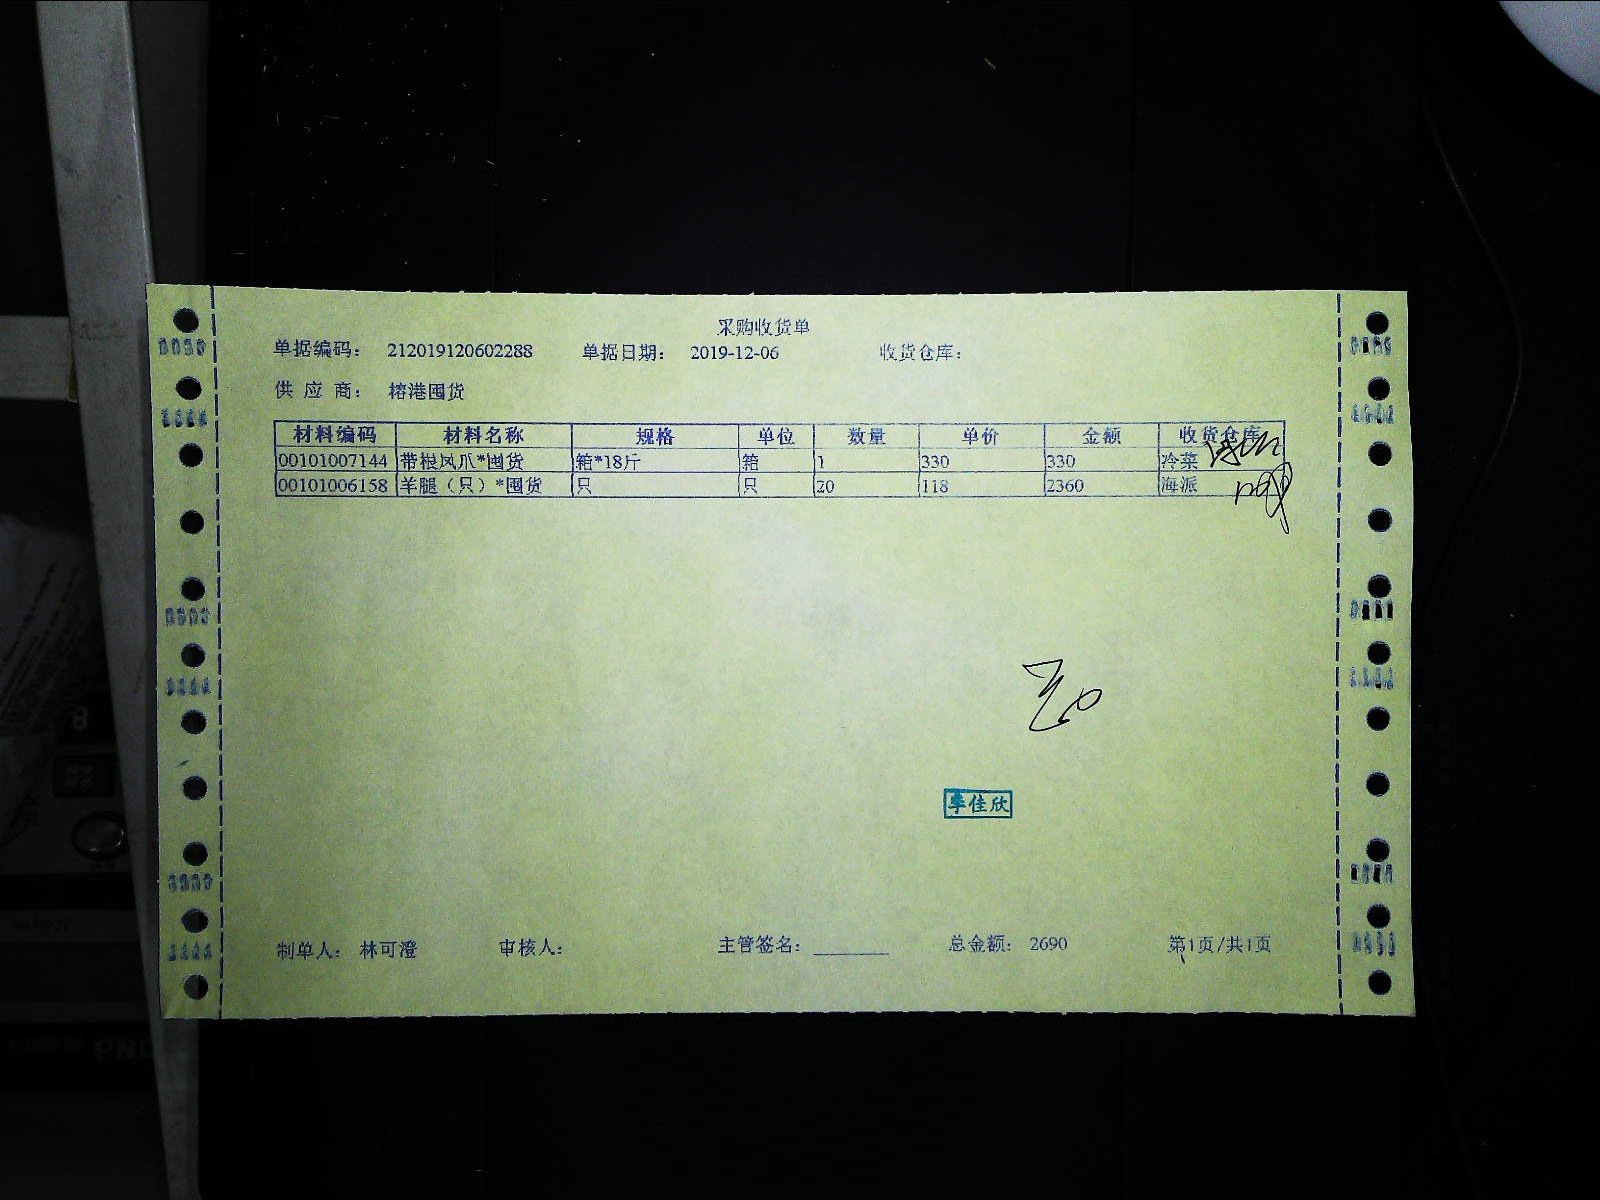 采购收货单
单据编码： 212019120602288 单据日期： 2019-12-06 收货仓库：
供 应 商： 榕港囤货
材料编码 材料名称 规格 单位 数量 单价 金额 收货仓库
00101007144 带根凤爪*囤货 箱*18斤 箱 1 330 330 冷菜
00101006158 羊腿（只）*囤货 只 只 20 118 2360 海派
李佳欣
制单人： 林可澄 审核人： 主管签名： 总金额： 2690 第1页/共1页